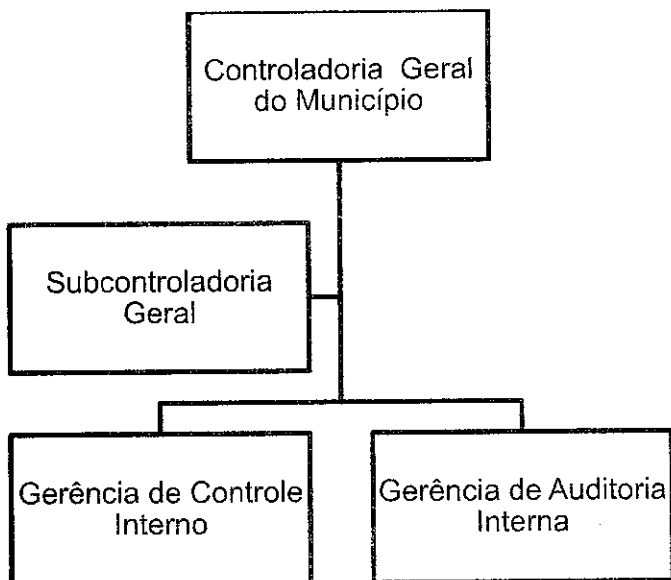 Controladoria Geral
do Município
Subcontroladoria
Geral
Gerência de Controle
Interno
Gerência de Auditoria
Interna